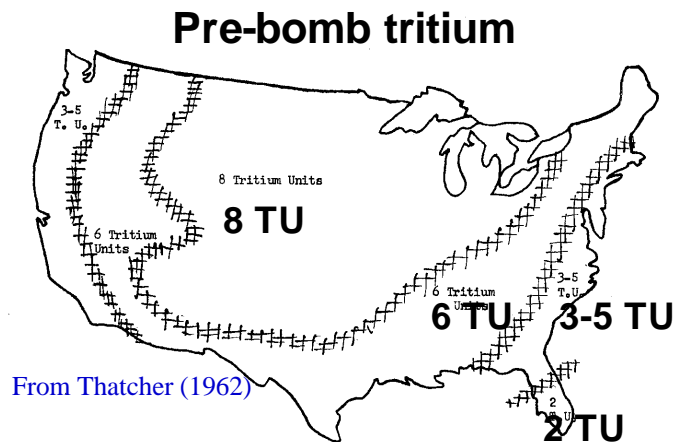 Pre-bomb tritium
3-5
T. U.
8 Tritium Units
8 TU
6 Tritium
Units
6 Tritium
Units
6 TU
3-5
T.U.
3-5 TU
From Thatcher (1962)
2
T.U.
2 TU